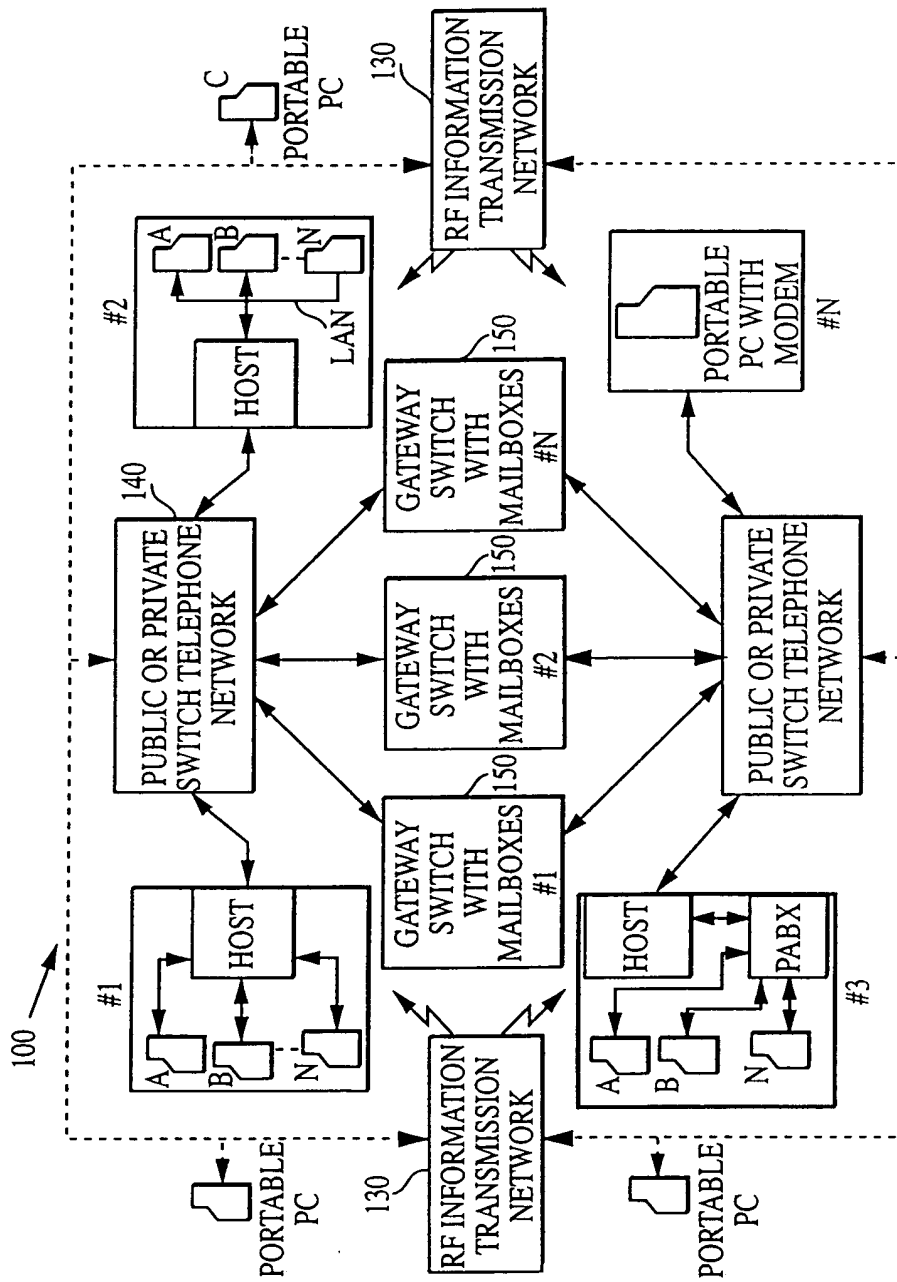 100
#1
A
B
N
HOST
PUBLIC OR PRIVATE
SWITCH TELEPHONE
NETWORK
140
#2
HOST
A
B
N
LAN
C
PORTABLE
PC
PORTABLE
PC
130
RF INFORMATION
TRANSMISSION
NETWORK
150
GATEWAY
SWITCH
WITH
MAILBOXES
#1
150
GATEWAY
SWITCH
WITH
MAILBOXES
#2
150
GATEWAY
SWITCH
WITH
MAILBOXES
#N
130
RF INFORMATION
TRANSMISSION
NETWORK
PORTABLE
PC
A
B
N
HOST
PABX
#3
PUBLIC OR PRIVATE
SWITCH TELEPHONE
NETWORK
PORTABLE
PC WITH
MODEM
#N